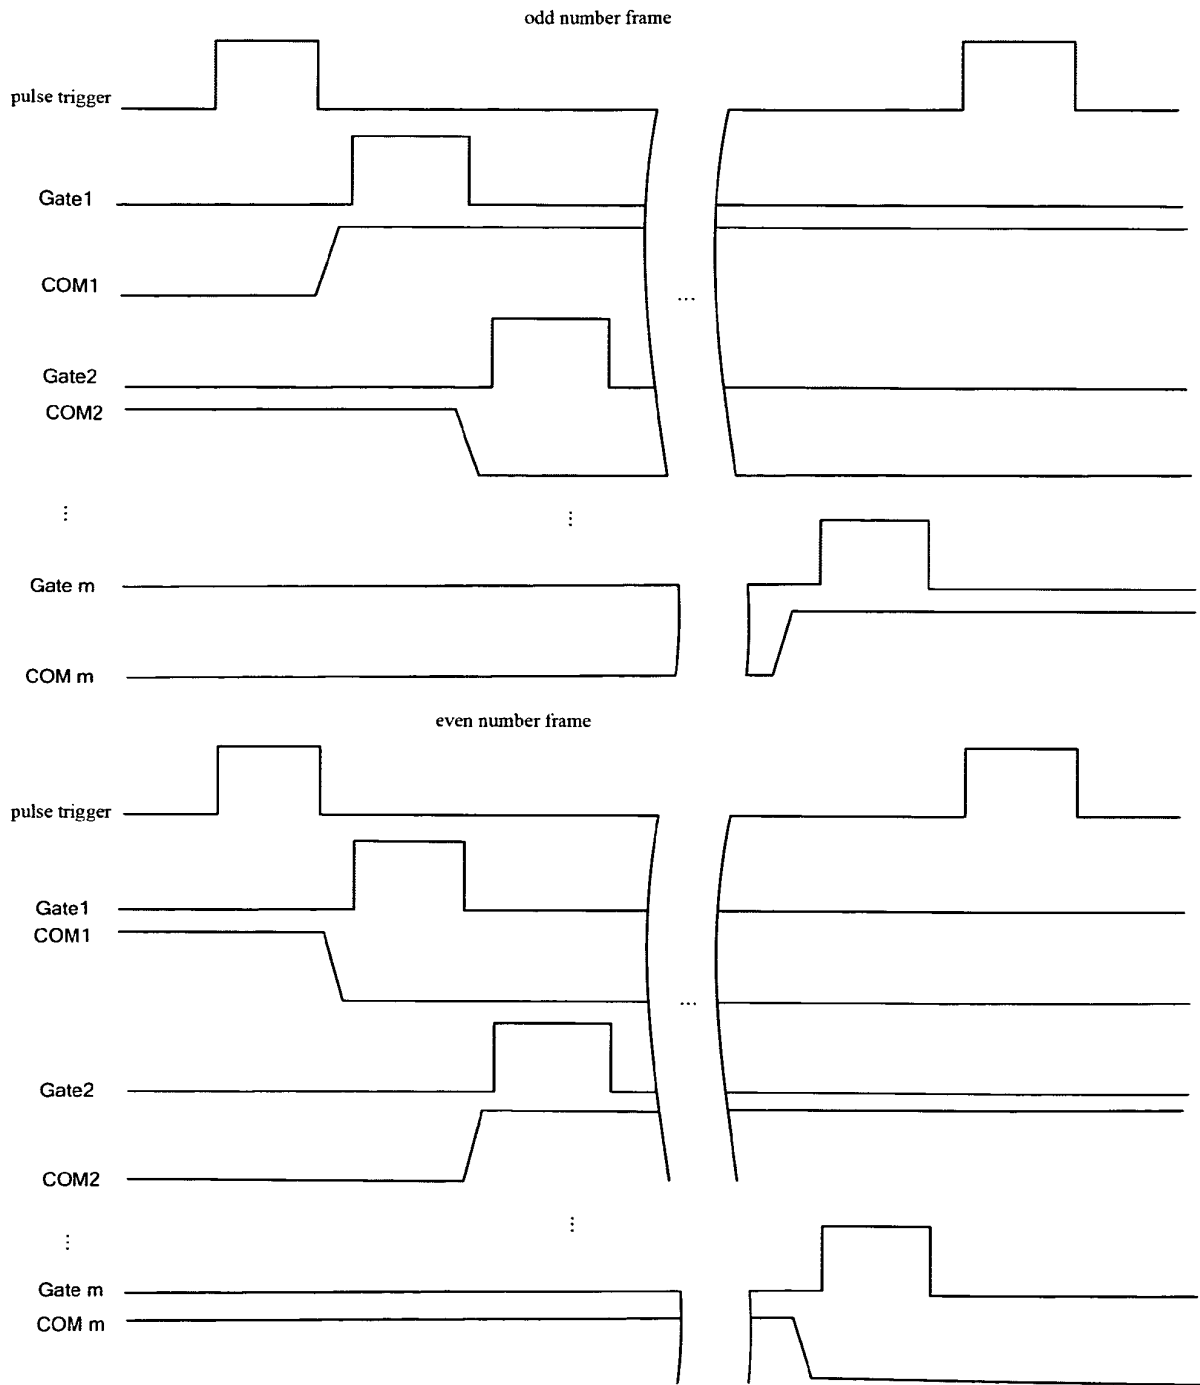 odd number frame
pulse trigger
Gate1
COM1
...
Gate2
COM2
⋮
⋮
Gate m
COM m
even number frame
pulse trigger
Gate1
COM1
...
Gate2
COM2
⋮
⋮
Gate m
COM m